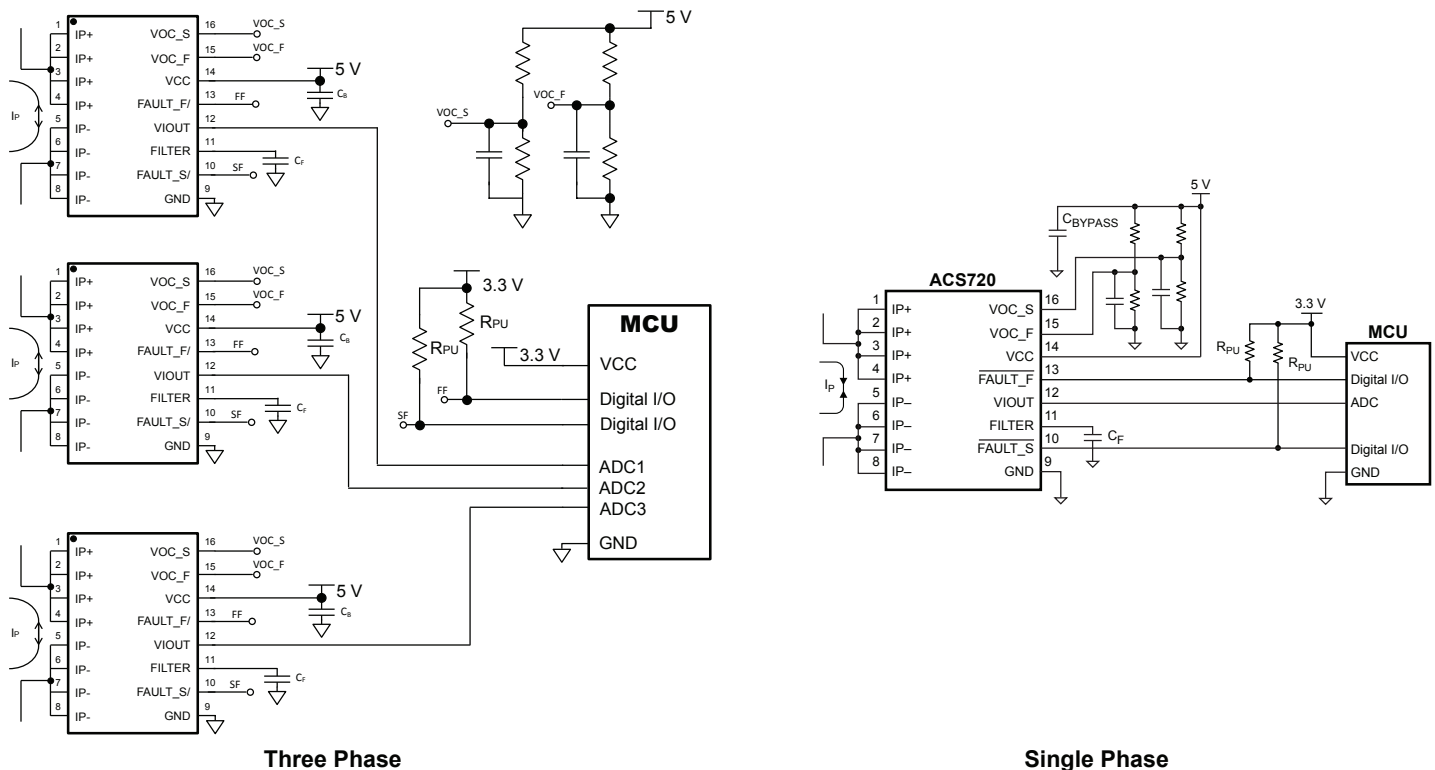 1 IP+ VOC_S 16 VOC_S
2 IP+ VOC_F 15 VOC_F
3 IP+ VCC 14 5 V
CB
4 IP+ FAULT_F/ 13 FF
IP
5 IP- VIOUT 12
6 IP- FILTER 11 CF
7 IP- FAULT_S/ 10 SF
8 IP- GND 9
5 V
VOC_F
VOC_S
1 IP+ VOC_S 16 VOC_S
2 IP+ VOC_F 15 VOC_F
3 IP+ VCC 14 5 V
CB
4 IP+ FAULT_F/ 13 FF
IP
5 IP- VIOUT 12
6 IP- FILTER 11 CF
7 IP- FAULT_S/ 10 SF
8 IP- GND 9
3.3 V
RPU
RPU
FF
SF
MCU
3.3 V VCC
Digital I/O
Digital I/O
ADC1
ADC2
ADC3
GND
1 IP+ VOC_S 16 VOC_S
2 IP+ VOC_F 15 VOC_F
3 IP+ VCC 14 5 V
CB
4 IP+ FAULT_F/ 13 FF
IP
5 IP- VIOUT 12
6 IP- FILTER 11 CF
7 IP- FAULT_S/ 10 SF
8 IP- GND 9
Three Phase
5 V
CBYPASS
ACS720
1 IP+ VOC_S 16
2 IP+ VOC_F 15
3 IP+ VCC 14
4 IP+ FAULT_F 13
IP
5 IP– VIOUT 12
6 IP– FILTER 11
CF
7 IP– FAULT_S 10
8 IP– GND 9
3.3 V
RPU
RPU
MCU
VCC
Digital I/O
ADC
Digital I/O
GND
Single Phase